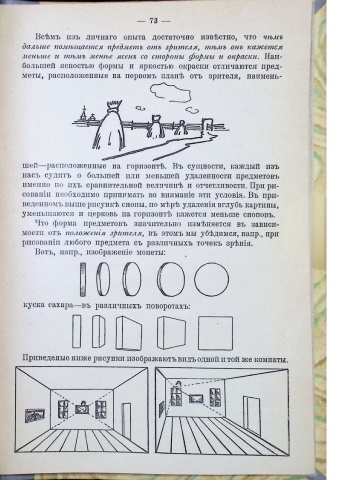 — 73 —
Всѣмъ изъ личнаго опыта достаточно извѣстно, что чѣмъ
дальше помѣщается предметъ отъ зрителя, тѣмъ онъ кажется
меньше и тѣмъ менѣе ясенъ со стороны формы и окраски. Наи-
большей ясностью формы и яркостью окраски отличаются пред-
меты, расположенные на первомъ планѣ отъ зрителя, наимень-
шей—расположенные на горизонтѣ. Въ сущности, каждый изъ
насъ судитъ о большей или меньшей удаленности предметовъ
именно по ихъ сравнительной величинѣ и отчетливости. При ри-
сованіи необходимо принимать во вниманіе эти условія. Въ при-
веденномъ выше рисункѣ снопы, по мѣрѣ удаленія вглубь картины,
уменьшаются и церковь на горизонтѣ кажется меньше сноповъ.
Что форма предметовъ значительно измѣняется въ зависи-
мости отъ положенія зрителя, въ этомъ мы убѣдимся, напр., при
рисованіи любого предмета съ различныхъ точекъ зрѣнія.
Вотъ, напр., изображеніе монеты:
куска сахара—въ различныхъ поворотахъ:
Приведеные ниже рисунки изображаютъ видъ одной и той же комнаты.